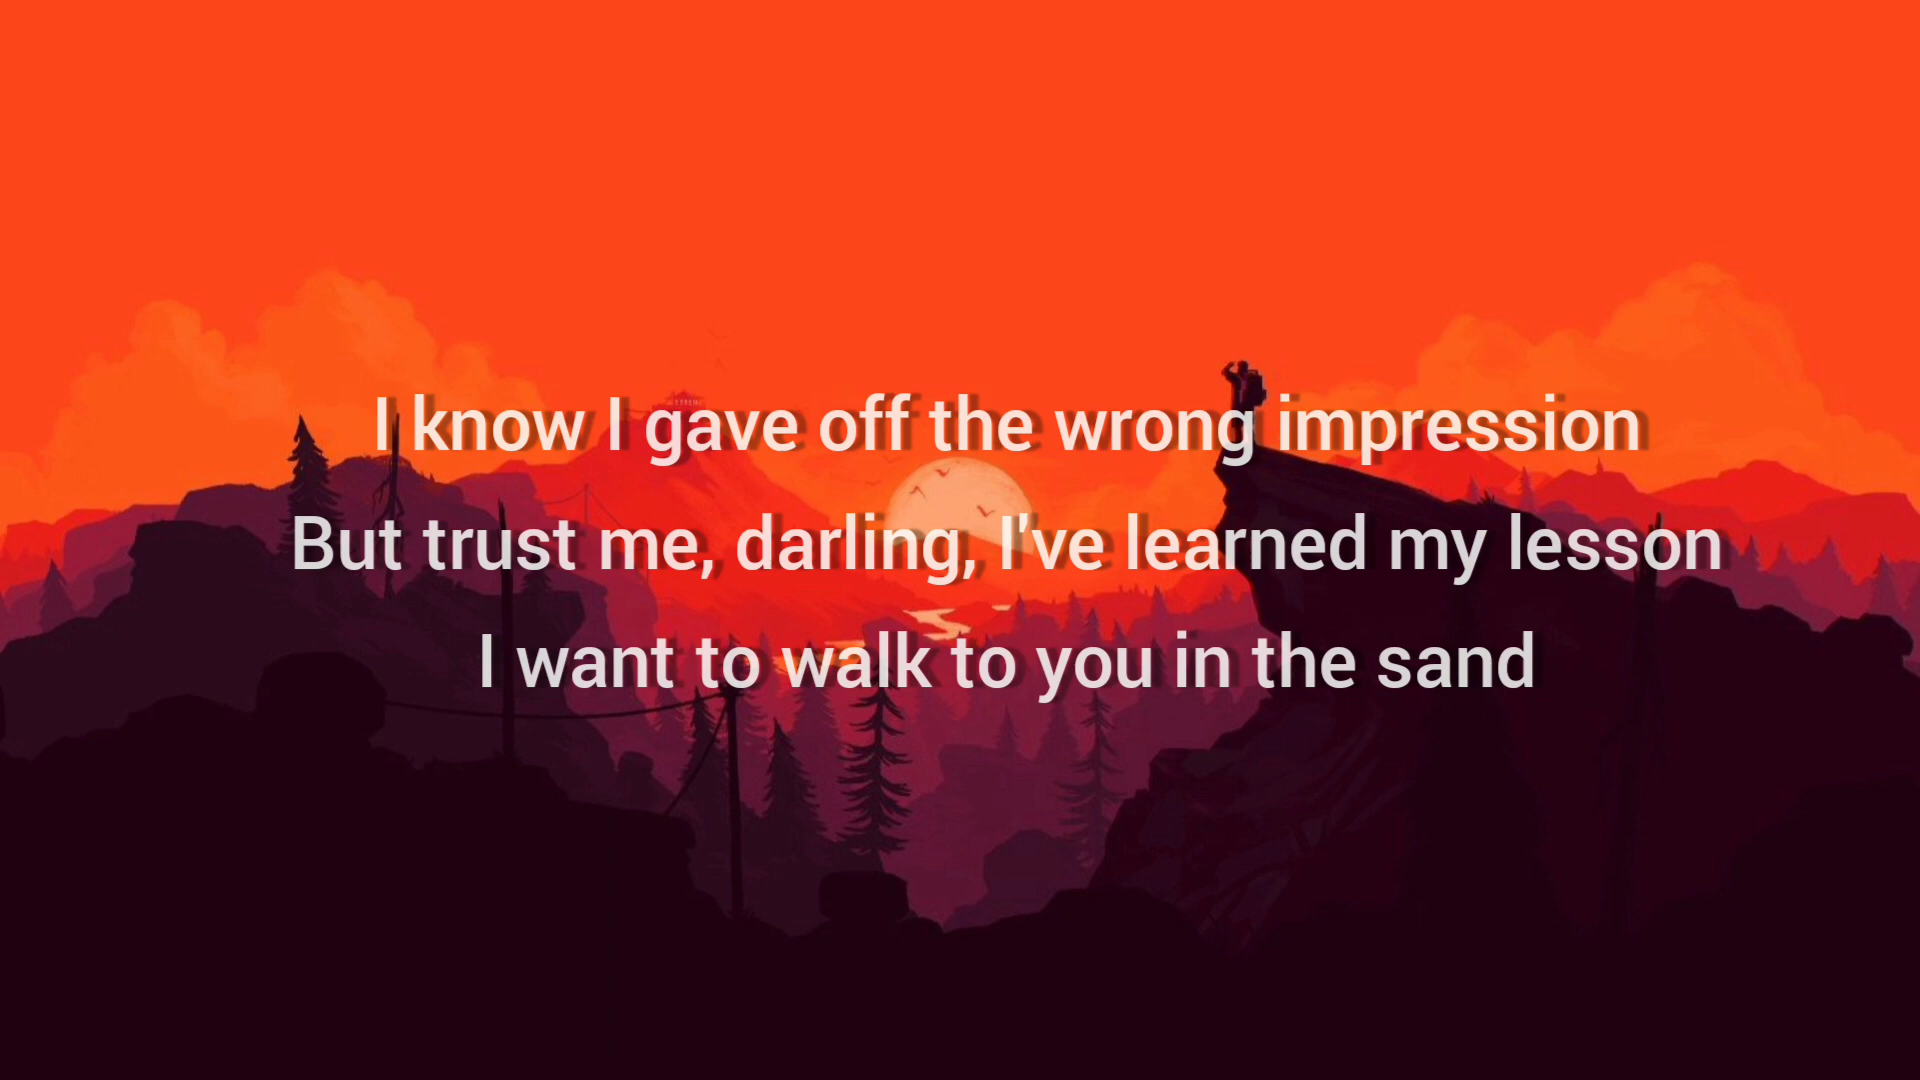 I know I gave off the wrong impression
But trust me, darling, I've learned my lesson
I want to walk to you in the sand